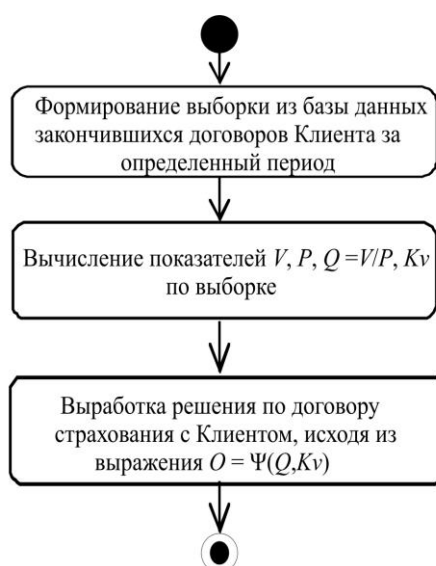 Формирование выборки из базы данных
закончившихся договоров Клиента за
определенный период
Вычисление показателей V, P, Q =V/P, Kv
по выборке
Выработка решения по договору
страхования с Клиентом, исходя из
выражения O = Ψ(Q,Kv)